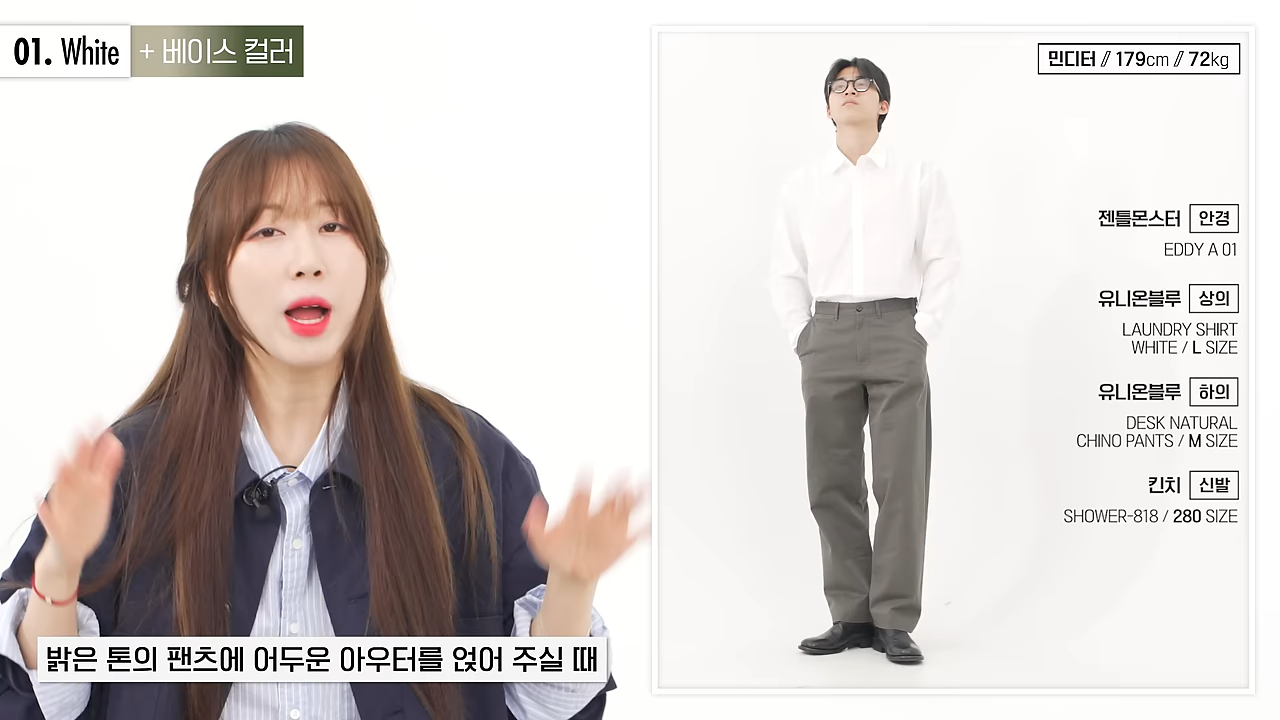 01. White + 베이스 컬러
민디터 // 179cm // 72kg
젠틀몬스터 안경
EDDY A 01
유니온블루 상의
LAUNDRY SHIRT
WHITE / L SIZE
유니온블루 하의
DESK NATURAL
CHINO PANTS / M SIZE
킨치 신발
SHOWER-818 / 280 SIZE
밝은 톤의 팬츠에 어두운 아우터를 얹어 주실 때